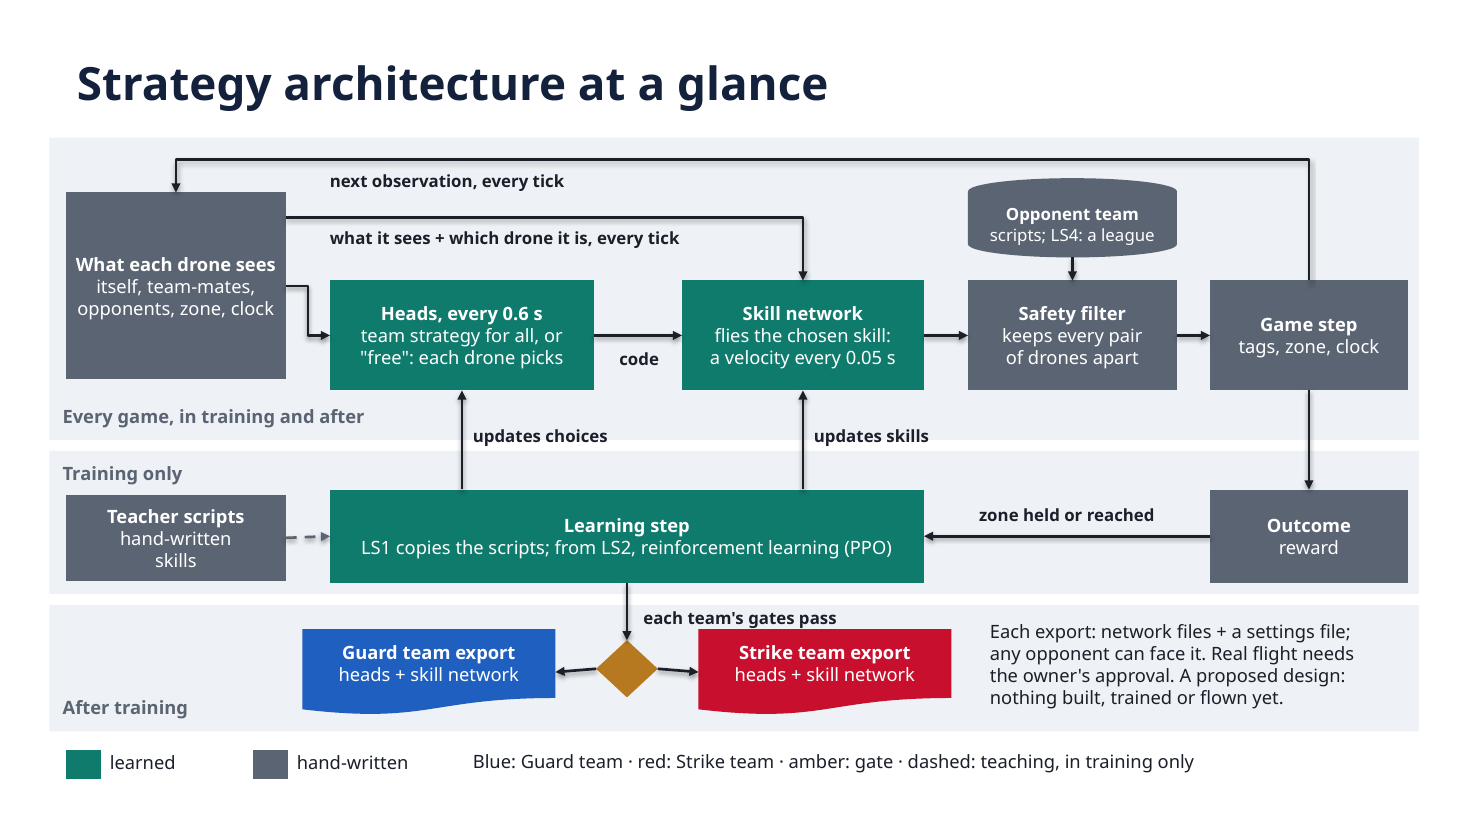 Strategy architecture at a glance
next observation, every tick
what it sees + which drone it is, every tick
What each drone sees
itself, team-mates,
opponents, zone, clock
Opponent team
scripts; LS4: a league
Heads, every 0.6 s
team strategy for all, or
"free": each drone picks
code
Skill network
flies the chosen skill:
a velocity every 0.05 s
Safety filter
keeps every pair
of drones apart
Game step
tags, zone, clock
Every game, in training and after
updates choices
updates skills
Training only
Teacher scripts
hand-written
skills
Learning step
LS1 copies the scripts; from LS2, reinforcement learning (PPO)
zone held or reached
Outcome
reward
each team's gates pass
Guard team export
heads + skill network
Strike team export
heads + skill network
Each export: network files + a settings file;
any opponent can face it. Real flight needs
the owner's approval. A proposed design:
nothing built, trained or flown yet.
After training
learned
hand-written
Blue: Guard team · red: Strike team · amber: gate · dashed: teaching, in training only